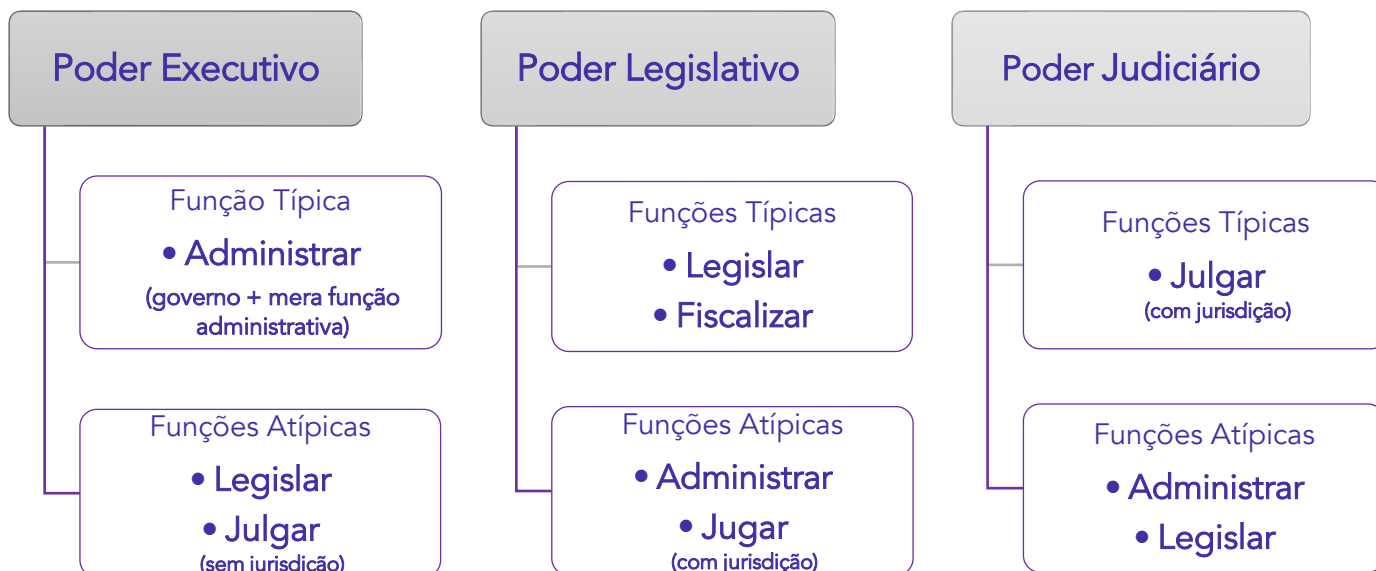 Poder Executivo
Função Típica
• Administrar
(governo + mera função
administrativa)
Funções Atípicas
• Legislar
• Julgar
(sem jurisdição)
Poder Legislativo
Funções Típicas
• Legislar
• Fiscalizar
Funções Atípicas
• Administrar
• Jugar
(com jurisdição)
Poder Judiciário
Funções Típicas
• Julgar
(com jurisdição)
Funções Atípicas
• Administrar
• Legislar